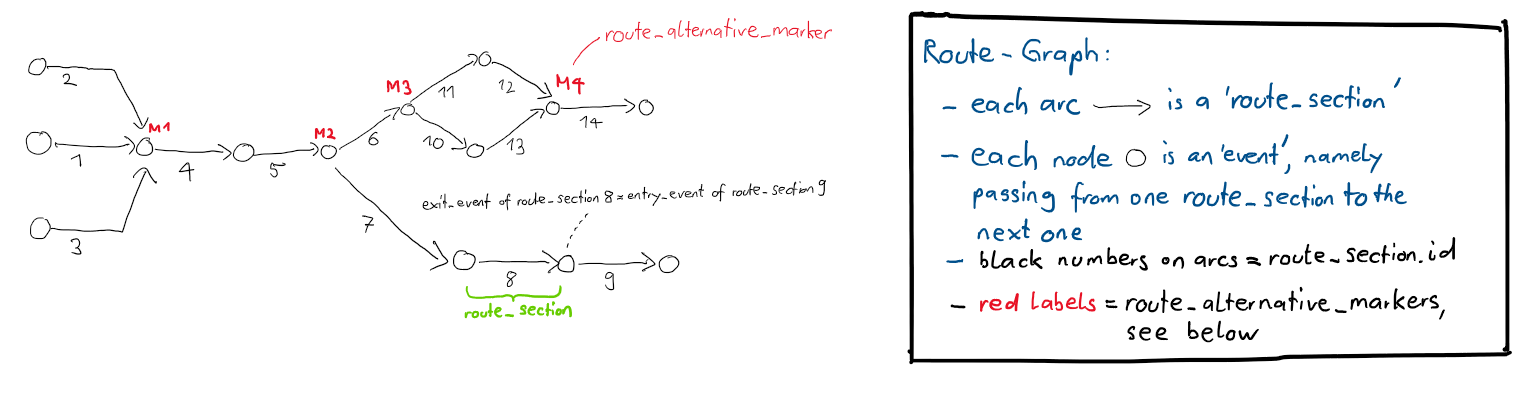 route_alternative_marker
2
M1
1
3
4
5
M2
6
M3
11
12
10
13
M4
14
7
exit_event of route_section 8 = entry_event of route_section 9
8
9
route_section
Route - Graph:
- each arc → is a 'route_section'
- each node O is an 'event', namely
passing from one route_section to the
next one
- black numbers on arcs = route_section.id
- red labels = route_alternative_markers,
see below